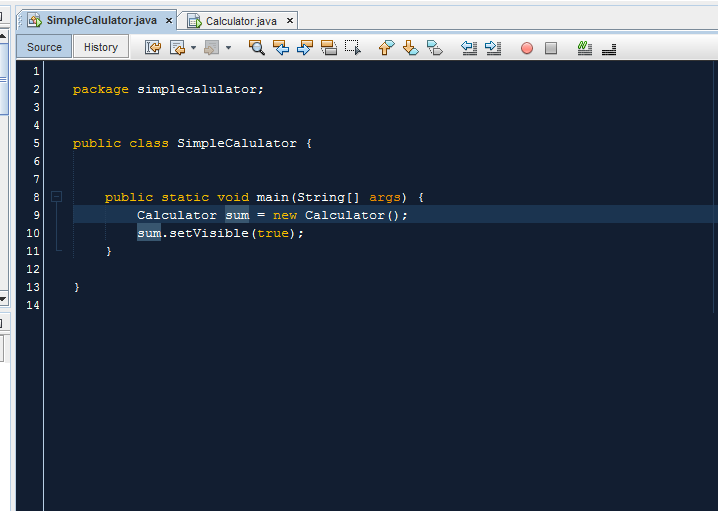 SimpleCalulator.java × Calculator.java ×
Source History
1
2 package simplecalulator;
3
4
5 public class SimpleCalulator {
6
7
8 public static void main(String[] args) {
9 Calculator sum = new Calculator();
10 sum.setVisible(true);
11 }
12
13 }
14